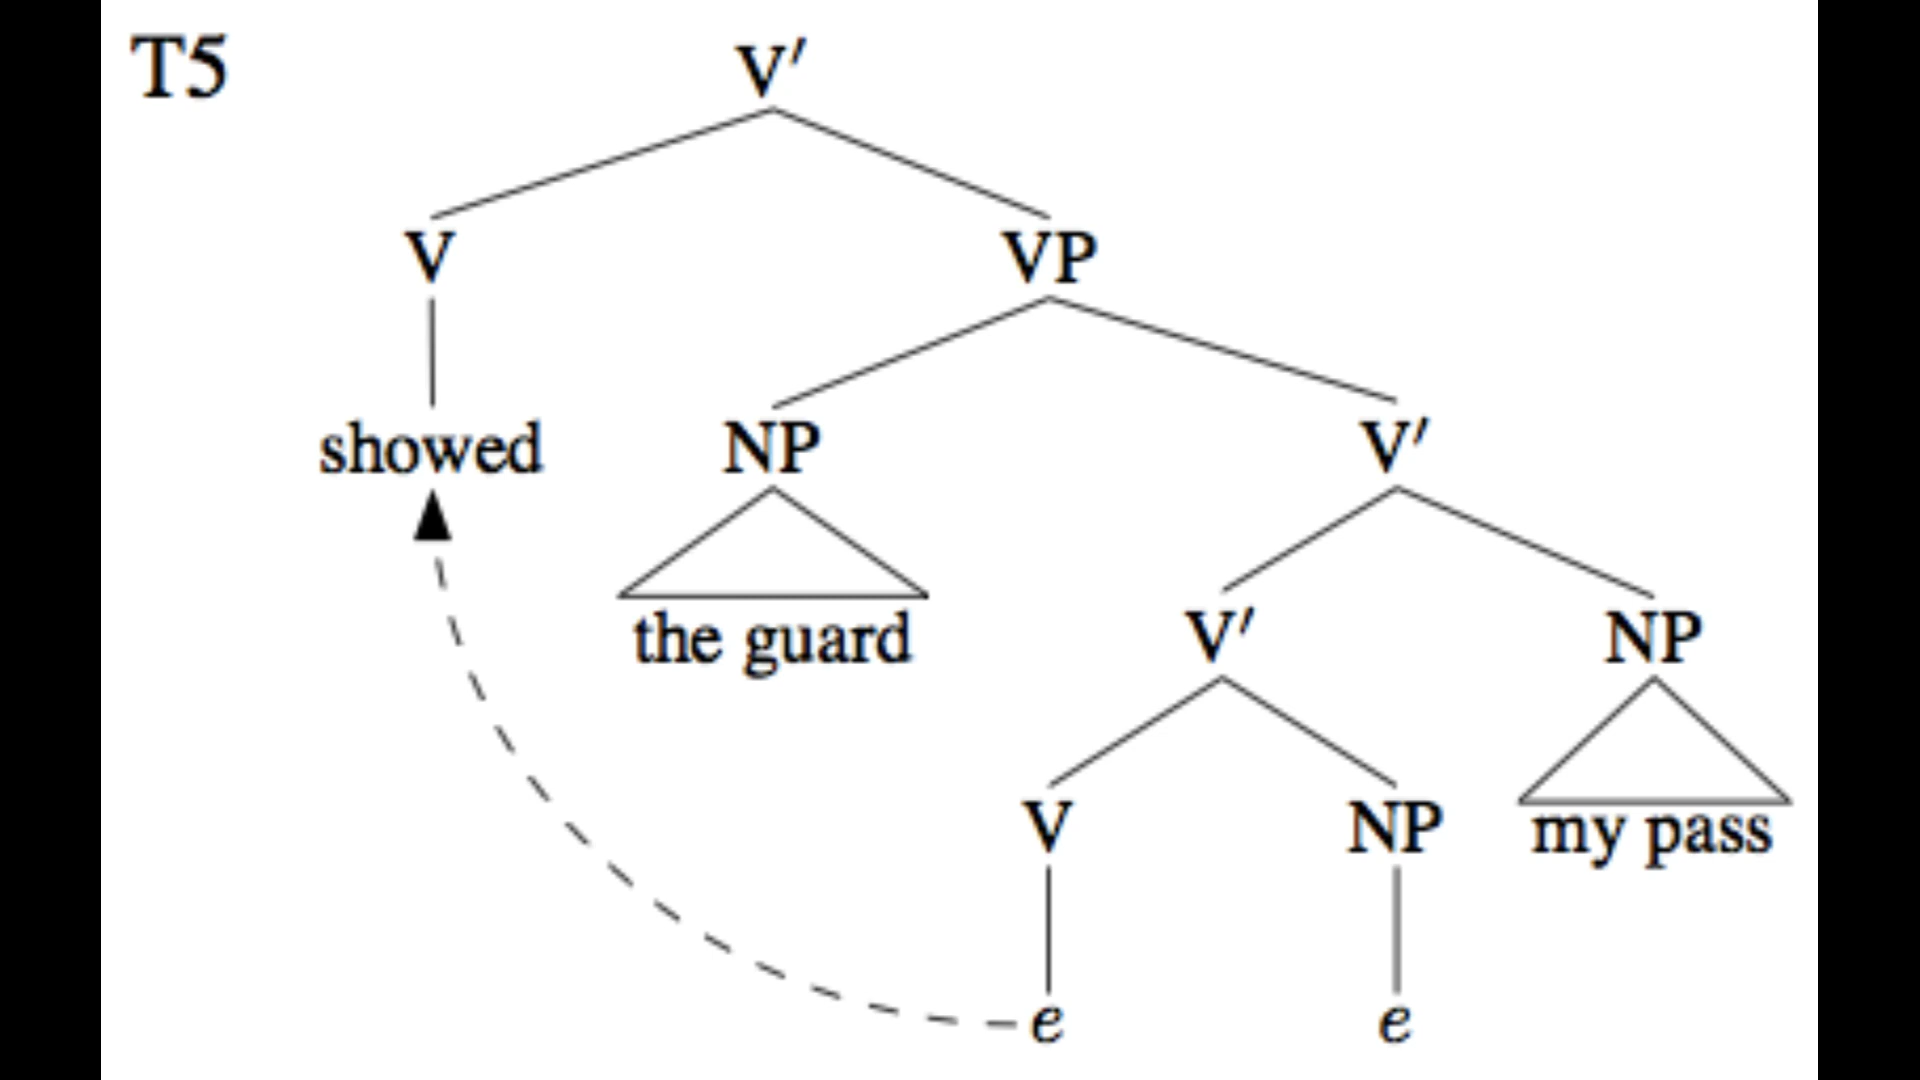 T5 V′
V VP
showed NP V′
the guard V′ NP
V NP my pass
e e